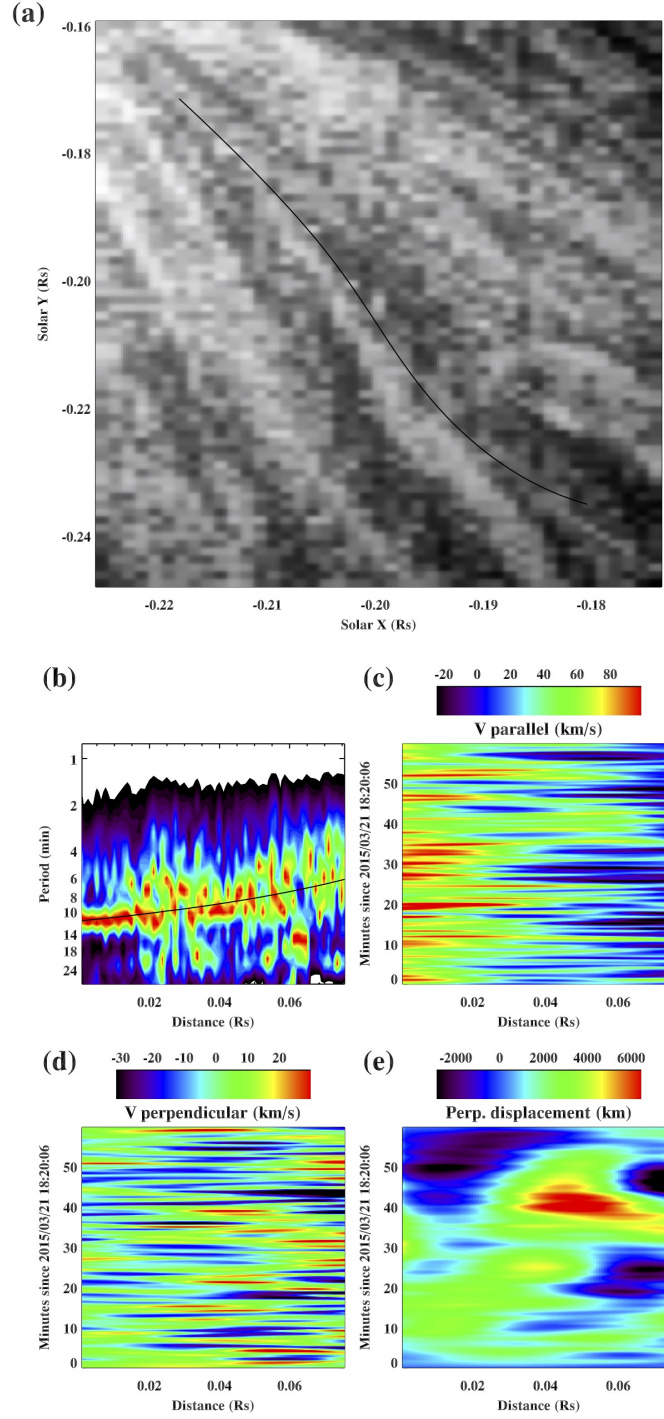 (a)
-0.16
-0.18
-0.20
-0.22
-0.24
Solar Y (Rs)
-0.22 -0.21 -0.20 -0.19 -0.18
Solar X (Rs)
(b)
1
2
4
6
8
10
14
18
24
Period (min)
0.02 0.04 0.06
Distance (Rs)
(c)
-20 0 20 40 60 80
V parallel (km/s)
50
40
30
20
10
0
Minutes since 2015/03/21 18:20:06
0.02 0.04 0.06
Distance (Rs)
(d)
-30 -20 -10 0 10 20
V perpendicular (km/s)
50
40
30
20
10
0
Minutes since 2015/03/21 18:20:06
0.02 0.04 0.06
Distance (Rs)
(e)
-2000 0 2000 4000 6000
Perp. displacement (km)
50
40
30
20
10
0
Minutes since 2015/03/21 18:20:06
0.02 0.04 0.06
Distance (Rs)